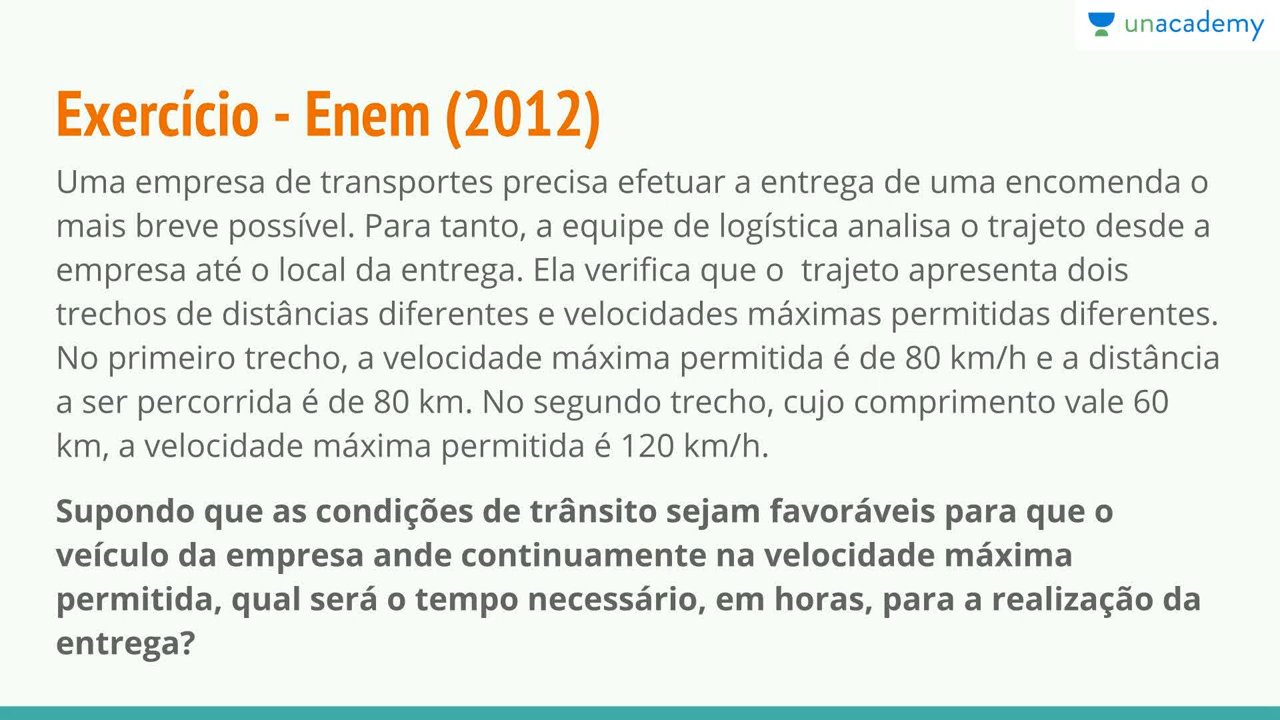 unacademy
Exercício - Enem (2012)
Uma empresa de transportes precisa efetuar a entrega de uma encomenda o
mais breve possível. Para tanto, a equipe de logística analisa o trajeto desde a
empresa até o local da entrega. Ela verifica que o  trajeto apresenta dois
trechos de distâncias diferentes e velocidades máximas permitidas diferentes.
No primeiro trecho, a velocidade máxima permitida é de 80 km/h e a distância
a ser percorrida é de 80 km. No segundo trecho, cujo comprimento vale 60
km, a velocidade máxima permitida é 120 km/h.
Supondo que as condições de trânsito sejam favoráveis para que o
veículo da empresa ande continuamente na velocidade máxima
permitida, qual será o tempo necessário, em horas, para a realização da
entrega?